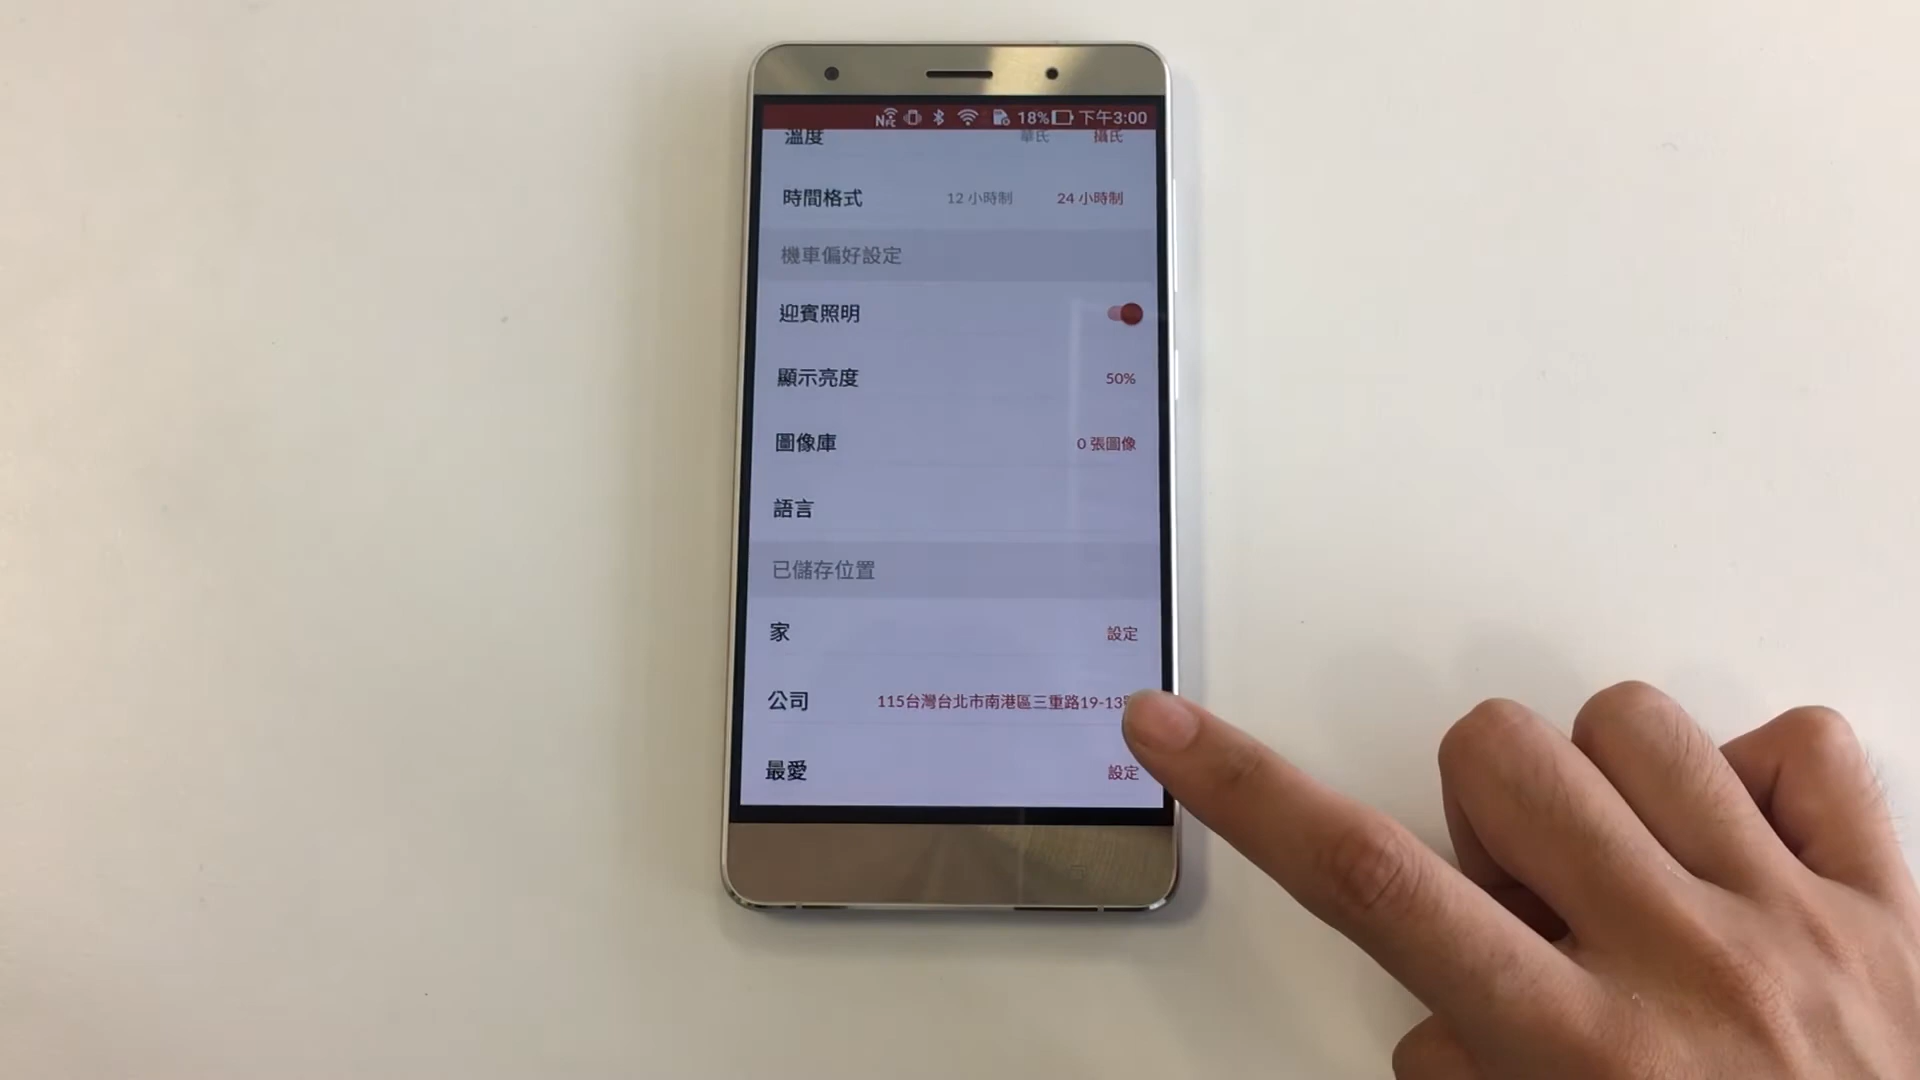 NFC 18% 下午3:00
溫度 華氏 攝氏
時間格式 12 小時制 24 小時制
機車偏好設定
迎賓照明
顯示亮度 50%
圖像庫 0 張圖像
語言
已儲存位置
家 設定
公司 115台灣台北市南港區三重路19-13號
最愛 設定